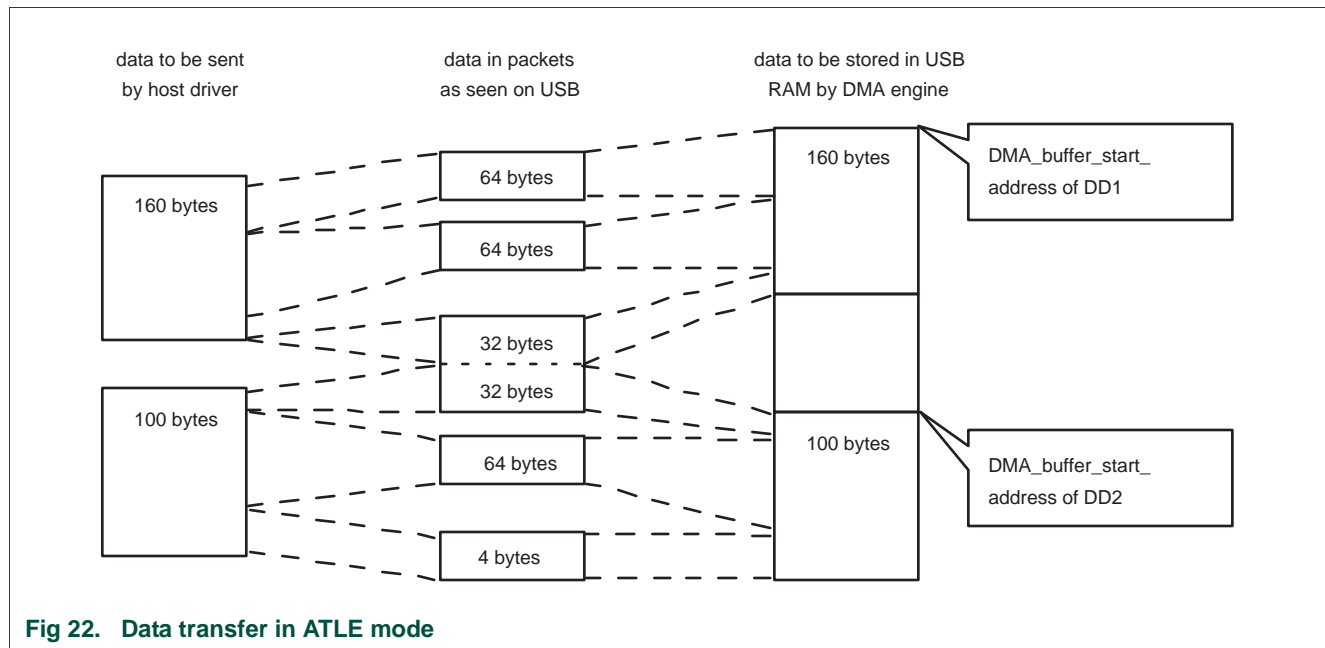 data to be sent
by host driver
data in packets
as seen on USB
data to be stored in USB
RAM by DMA engine
160 bytes
100 bytes
64 bytes
64 bytes
32 bytes
32 bytes
64 bytes
4 bytes
160 bytes
100 bytes
DMA_buffer_start_
address of DD1
DMA_buffer_start_
address of DD2
Fig 22. Data transfer in ATLE mode